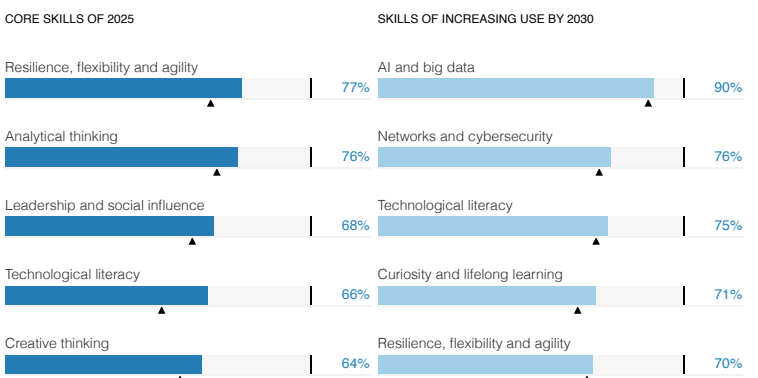 CORE SKILLS OF 2025
Resilience, flexibility and agility
77%
Analytical thinking
76%
Leadership and social influence
68%
Technological literacy
66%
Creative thinking
64%
SKILLS OF INCREASING USE BY 2030
AI and big data
90%
Networks and cybersecurity
76%
Technological literacy
75%
Curiosity and lifelong learning
71%
Resilience, flexibility and agility
70%